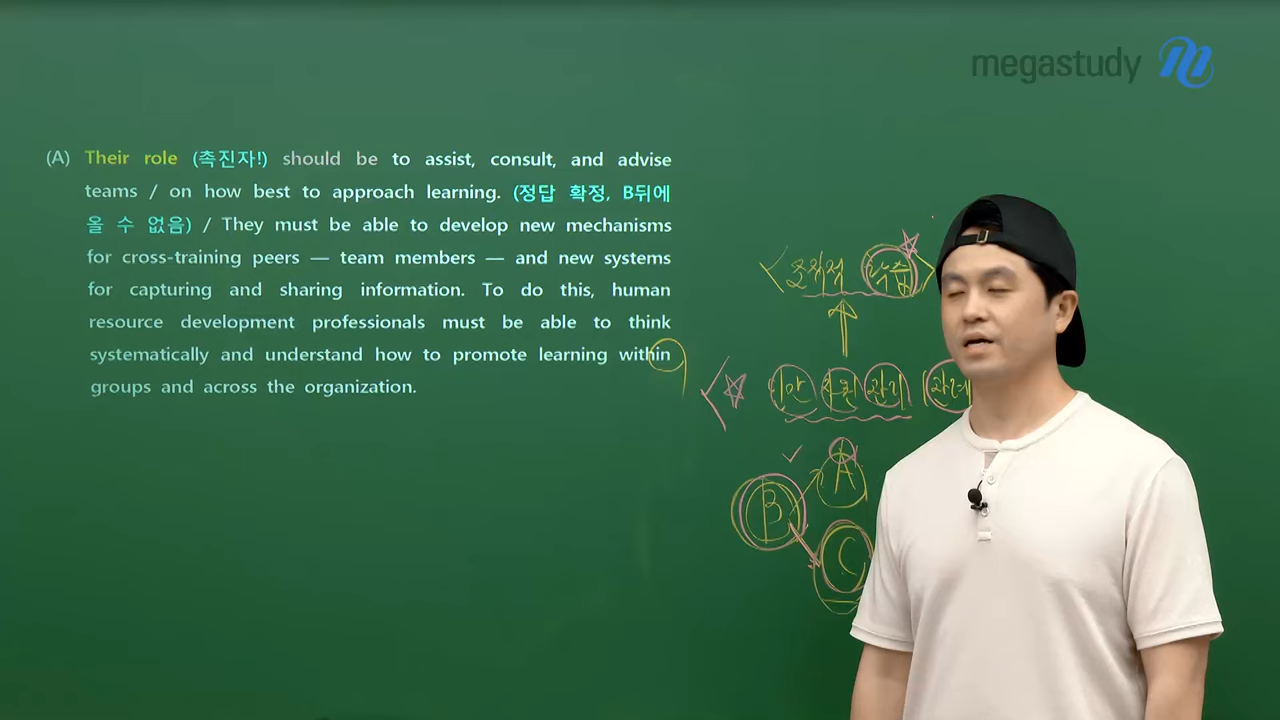 megastudy
(A) Their role (촉진자!) should be to assist, consult, and advise
teams / on how best to approach learning. (정답 확정, B뒤에
올 수 없음) / They must be able to develop new mechanisms
for cross-training peers — team members — and new systems
for capturing and sharing information. To do this, human
resource development professionals must be able to think
systematically and understand how to promote learning within
groups and across the organization.
조직적 학습
관리
관계
A
B
C